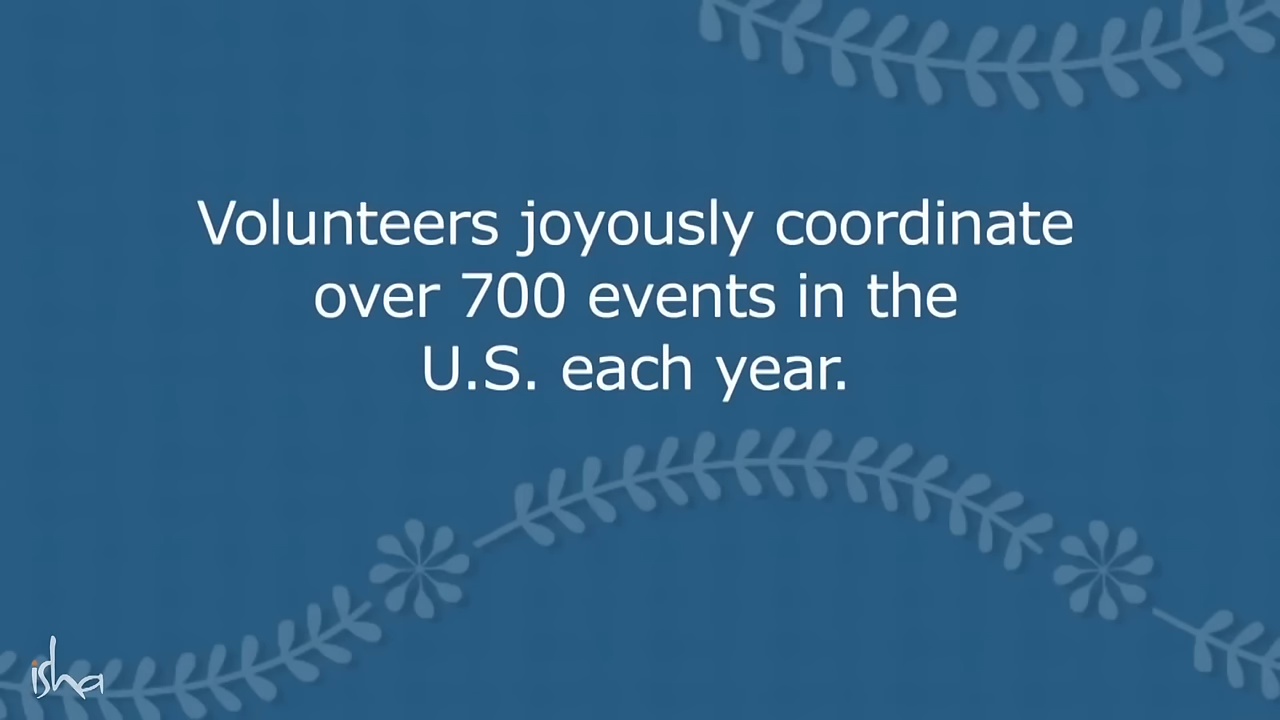 Volunteers joyously coordinate
over 700 events in the
U.S. each year.
isha